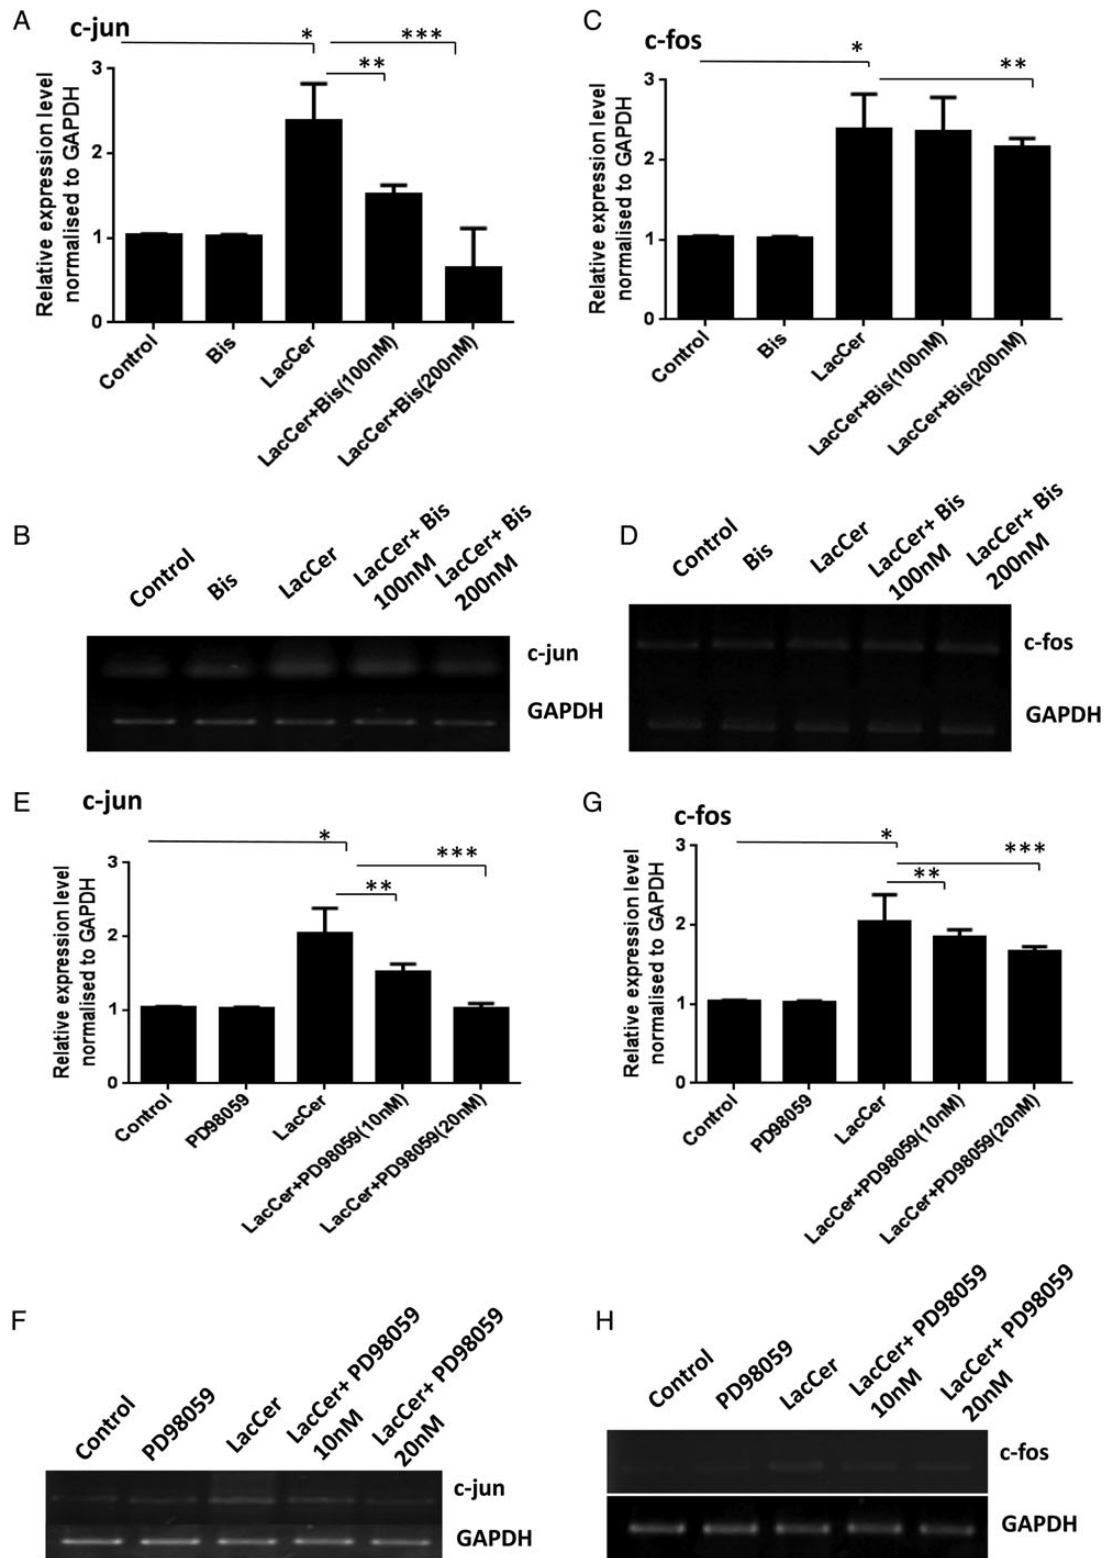 A
c-jun
*
***
**
Relative expression level
normalised to GAPDH
3
2
1
0
Control
Bis
LacCer
LacCer+Bis(100nM)
LacCer+Bis(200nM)
C
c-fos
*
**
Relative expression level
normalised to GAPDH
3
2
1
0
Control
Bis
LacCer
LacCer+Bis(100nM)
LacCer+Bis(200nM)
B
Control
Bis
LacCer
LacCer+ Bis
100nM
LacCer+ Bis
200nM
c-jun
GAPDH
D
Control
Bis
LacCer
LacCer+ Bis
100nM
LacCer+ Bis
200nM
c-fos
GAPDH
E
c-jun
*
***
**
Relative expression level
normalised to GAPDH
3
2
1
0
Control
PD98059
LacCer
LacCer+PD98059(10nM)
LacCer+PD98059(20nM)
G
c-fos
*
***
**
Relative expression level
normalised to GAPDH
3
2
1
0
Control
PD98059
LacCer
LacCer+PD98059(10nM)
LacCer+PD98059(20nM)
F
Control
PD98059
LacCer
LacCer+ PD98059
10nM
LacCer+ PD98059
20nM
c-jun
GAPDH
H
Control
PD98059
LacCer
LacCer+ PD98059
10nM
LacCer+ PD98059
20nM
c-fos
GAPDH